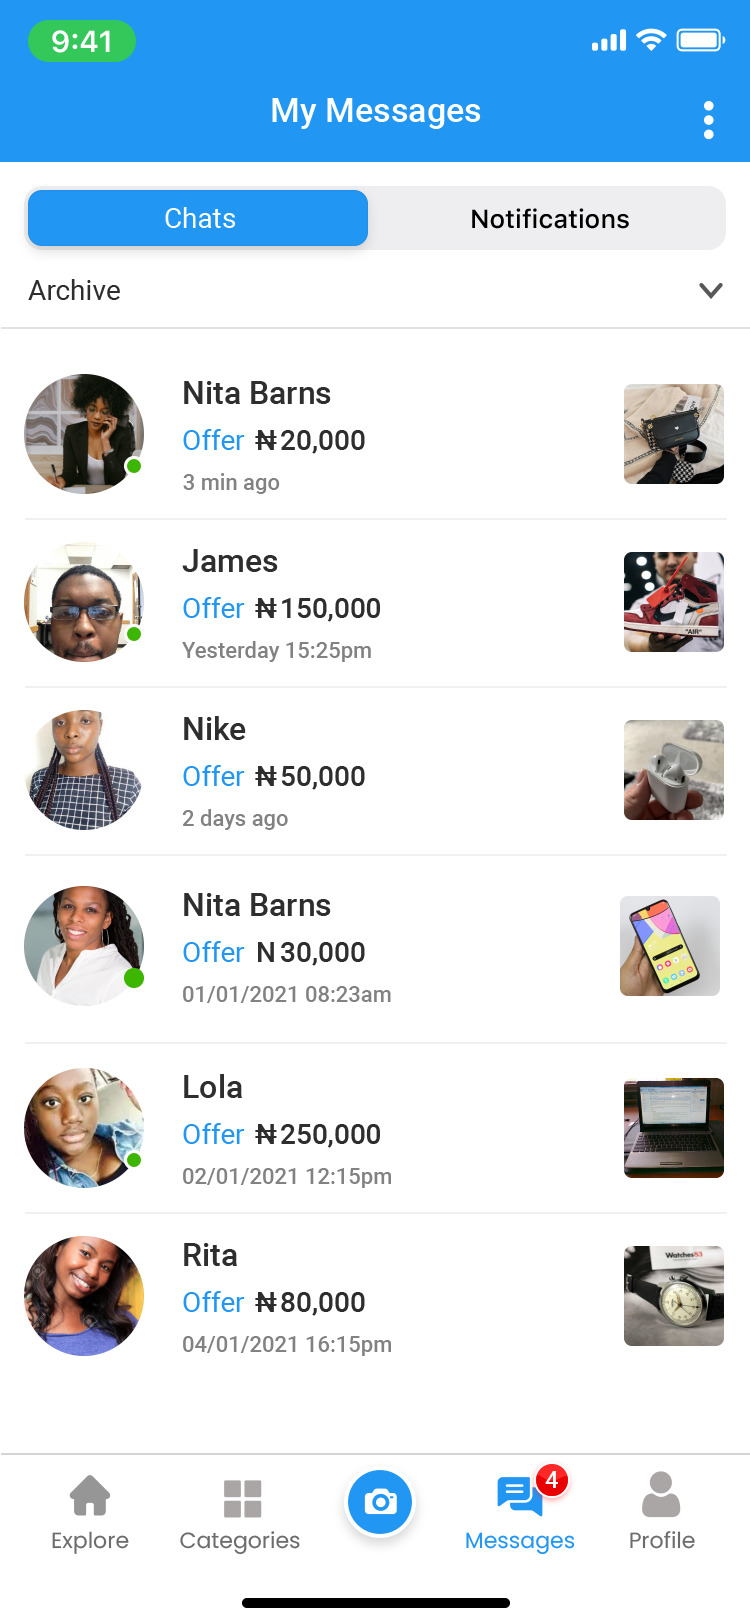 9:41
My Messages
Chats
Notifications
Archive
Nita Barns
Offer ₦20,000
3 min ago
James
Offer ₦150,000
Yesterday 15:25pm
"AIR"
Nike
Offer ₦50,000
2 days ago
Nita Barns
Offer N30,000
01/01/2021 08:23am
Lola
Offer ₦250,000
02/01/2021 12:15pm
Rita
Offer ₦80,000
04/01/2021 16:15pm
Watches83
4
Explore
Categories
Messages
Profile